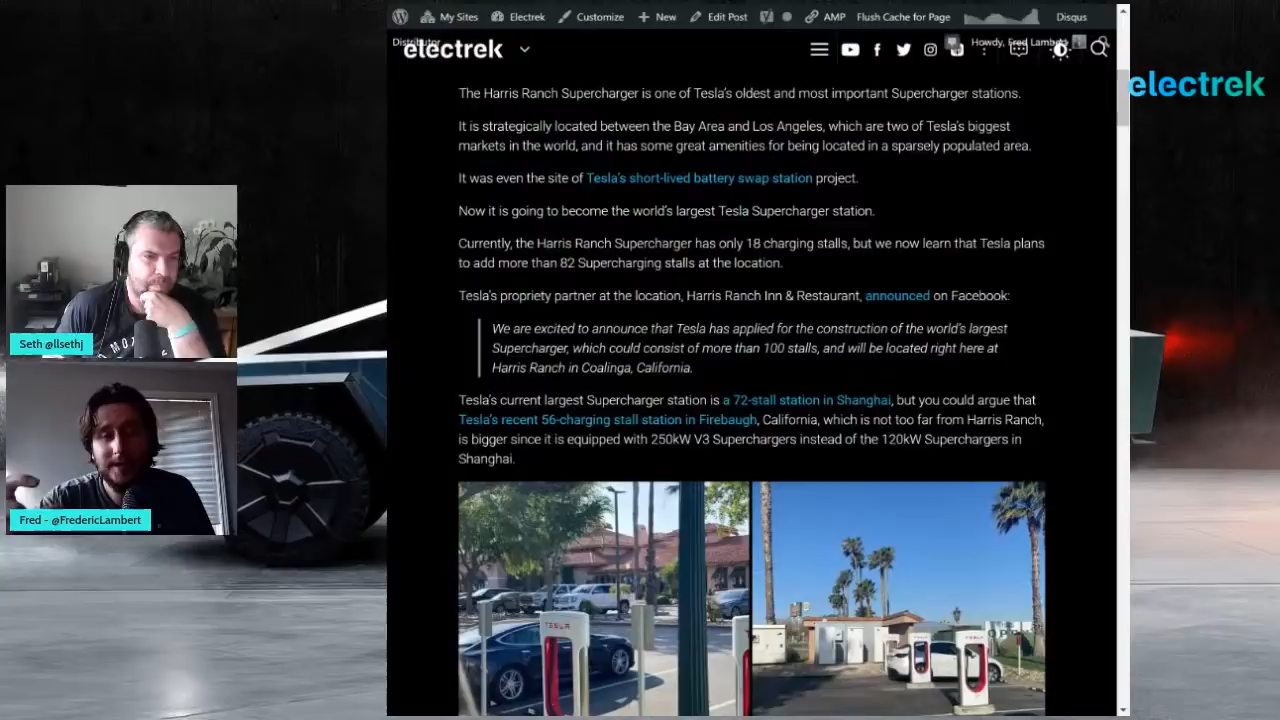 My Sites Electrek Customize New Edit Post AMP Flush Cache for Page Disqus
Distributor Howdy, Fred Lambert
electrek
electrek
The Harris Ranch Supercharger is one of Tesla's oldest and most important Supercharger stations.
It is strategically located between the Bay Area and Los Angeles, which are two of Tesla's biggest
markets in the world, and it has some great amenities for being located in a sparsely populated area.
It was even the site of Tesla's short-lived battery swap station project.
Now it is going to become the world's largest Tesla Supercharger station.
Currently, the Harris Ranch Supercharger has only 18 charging stalls, but we now learn that Tesla plans
to add more than 82 Supercharging stalls at the location.
Tesla's propriety partner at the location, Harris Ranch Inn & Restaurant, announced on Facebook:
We are excited to announce that Tesla has applied for the construction of the world's largest
Supercharger, which could consist of more than 100 stalls, and will be located right here at
Harris Ranch in Coalinga, California.
Tesla's current largest Supercharger station is a 72-stall station in Shanghai, but you could argue that
Tesla's recent 56-charging stall station in Firebaugh, California, which is not too far from Harris Ranch,
is bigger since it is equipped with 250kW V3 Superchargers instead of the 120kW Superchargers in
Shanghai.
TESLA
TESLA
TESLA
Seth @llsethj
Fred - @FredericLambert